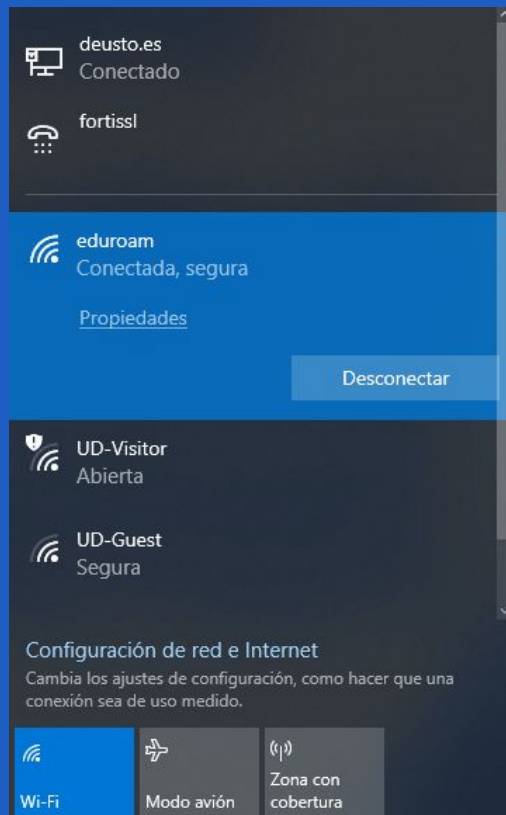 deusto.es
Conectado
fortissl
eduroam
Conectada, segura
Propiedades
Desconectar
UD-Visitor
Abierta
UD-Guest
Segura
Configuración de red e Internet
Cambia los ajustes de configuración, como hacer que una
conexión sea de uso medido.
Wi-Fi
Modo avión
Zona con
cobertura